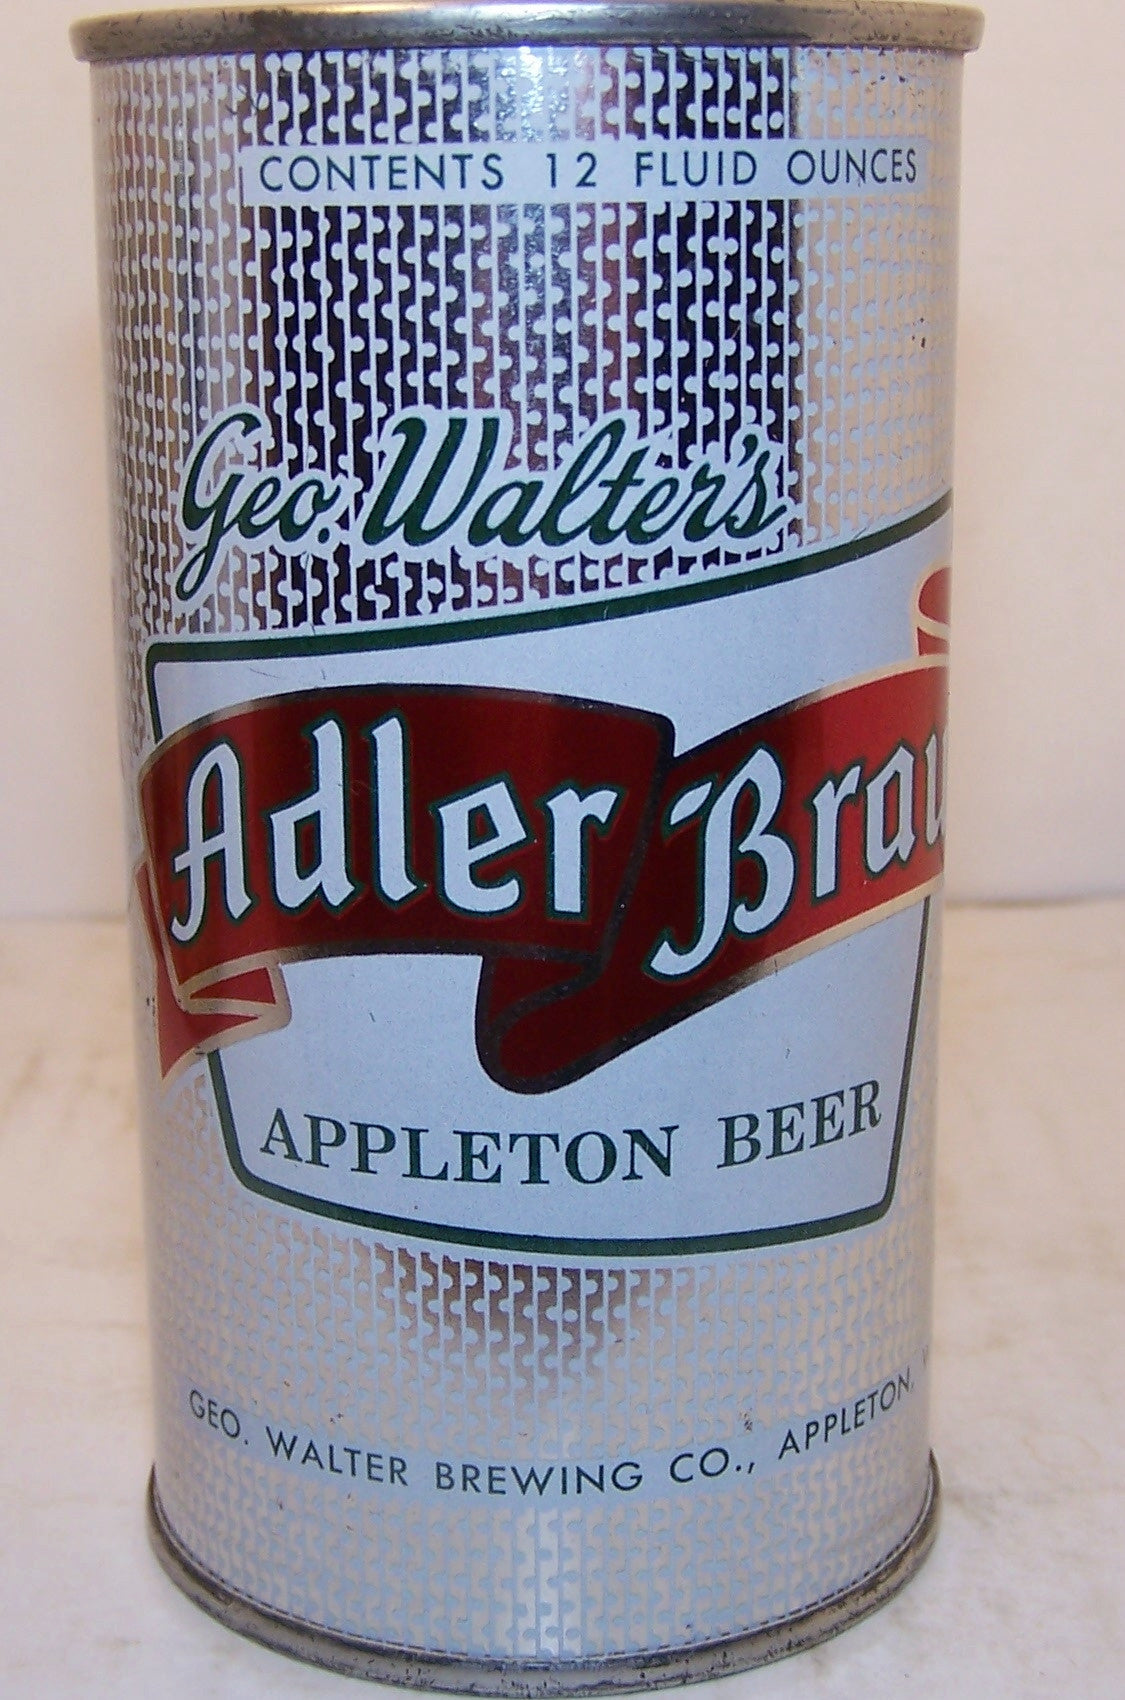 CONTENTS 12 FLUID OUNCES
Geo. Walter's
Adler Brau
APPLETON BEER
GEO. WALTER BREWING CO., APPLETON,